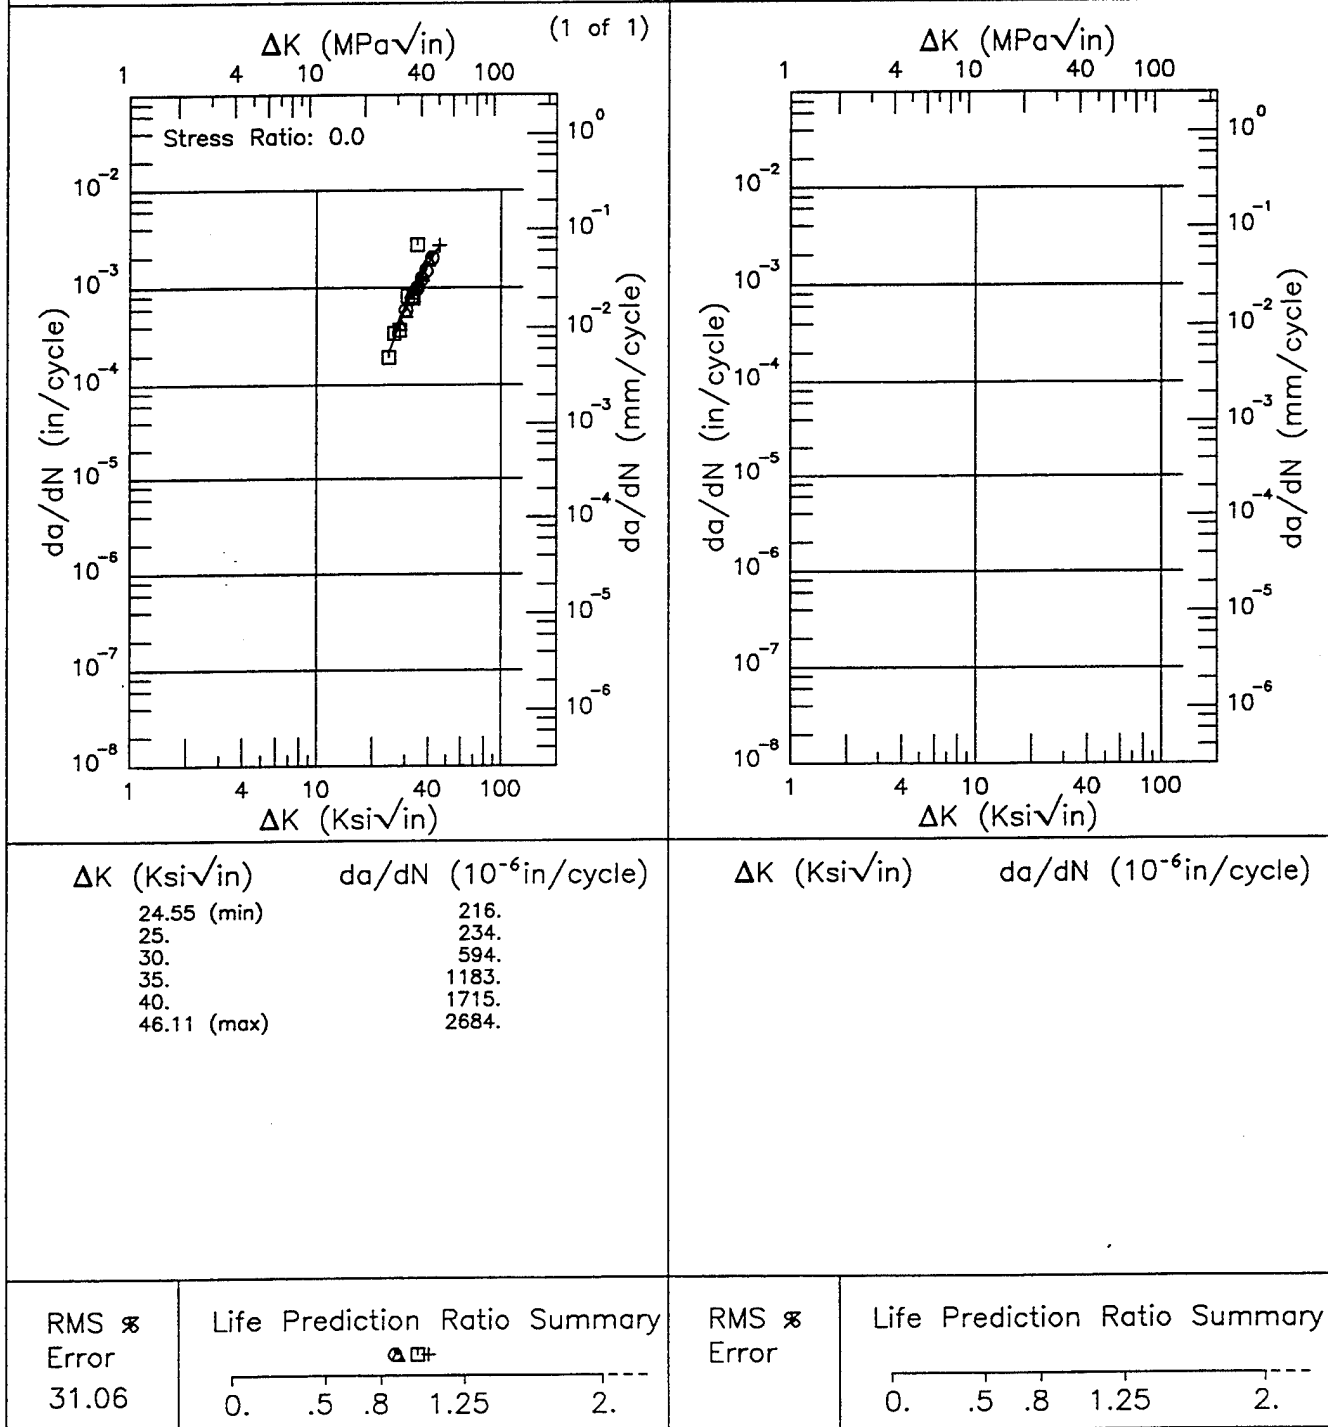 (1 of 1)
ΔK (MPa√in)
1 4 10 40 100
Stress Ratio: 0.0
da/dN (in/cycle)
10⁻²
10⁻³
10⁻⁴
10⁻⁵
10⁻⁶
10⁻⁷
10⁻⁸
10⁰
10⁻¹
10⁻²
10⁻³
10⁻⁴
10⁻⁵
10⁻⁶
da/dN (mm/cycle)
1 4 10 40 100
ΔK (Ksi√in)
ΔK (Ksi√in) da/dN (10⁻⁶in/cycle)
24.55 (min) 216.
25. 234.
30. 594.
35. 1183.
40. 1715.
46.11 (max) 2684.
RMS %
Error
31.06
Life Prediction Ratio Summary
0. .5 .8 1.25 2.
ΔK (MPa√in)
1 4 10 40 100
da/dN (in/cycle)
10⁻²
10⁻³
10⁻⁴
10⁻⁵
10⁻⁶
10⁻⁷
10⁻⁸
10⁰
10⁻¹
10⁻²
10⁻³
10⁻⁴
10⁻⁵
10⁻⁶
da/dN (mm/cycle)
1 4 10 40 100
ΔK (Ksi√in)
ΔK (Ksi√in) da/dN (10⁻⁶in/cycle)
RMS %
Error
Life Prediction Ratio Summary
0. .5 .8 1.25 2.